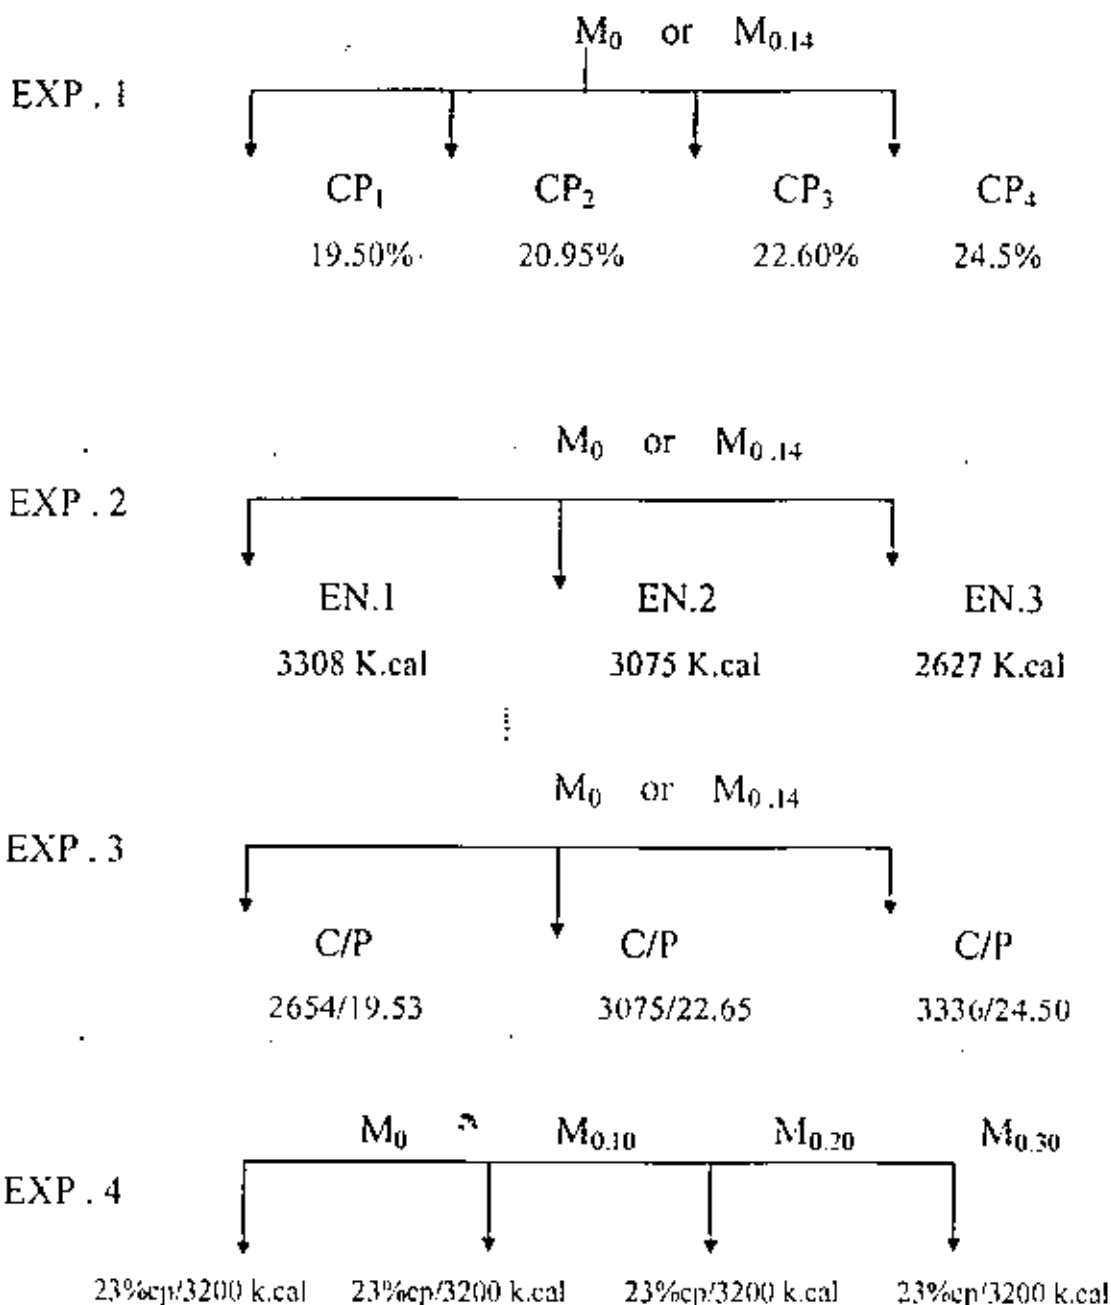 M0 or M0.14
EXP. 1
CP1 CP2 CP3 CP4
19.50% 20.95% 22.60% 24.5%
M0 or M0.14
EXP. 2
EN.1 EN.2 EN.3
3308 K.cal 3075 K.cal 2627 K.cal
M0 or M0.14
EXP. 3
C/P C/P C/P
2654/19.53 3075/22.65 3336/24.50
M0 M0.10 M0.20 M0.30
EXP. 4
23%cp/3200 k.cal 23%cp/3200 k.cal 23%cp/3200 k.cal 23%cp/3200 k.cal